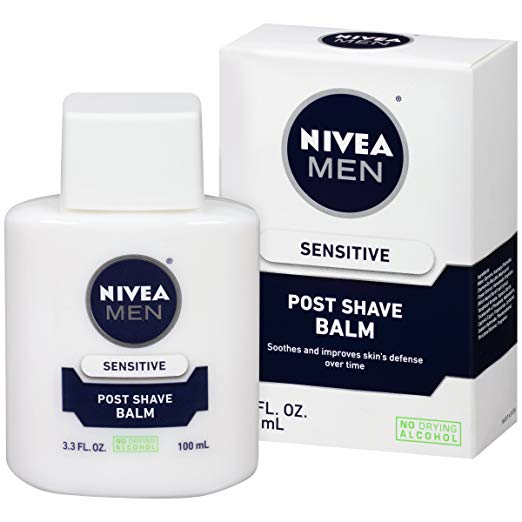 NIVEA
MEN
®
SENSITIVE
POST SHAVE
BALM
3.3 FL. OZ.
NO DRYING
ALCOHOL
100 mL
NIVEA
MEN
®
SENSITIVE
POST SHAVE
BALM
Soothes and improves skin's defense
over time
FL. OZ.
mL
NO DRYING
ALCOHOL